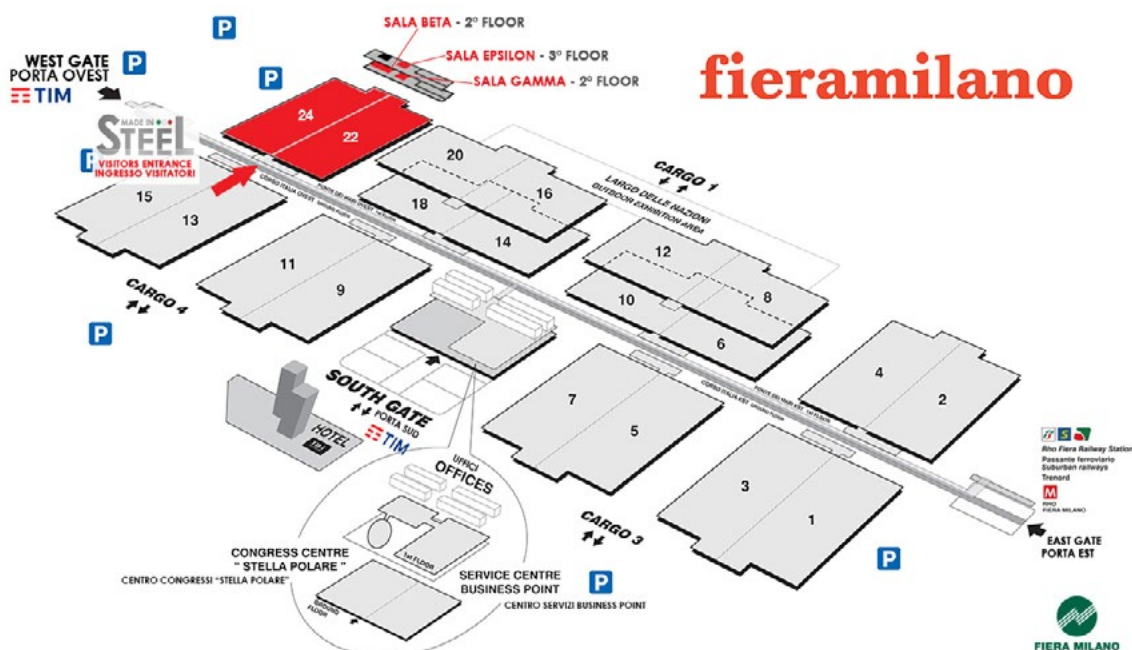 SALA BETA - 2° FLOOR
SALA EPSILON - 3° FLOOR
SALA GAMMA - 2° FLOOR
fieramilano
WEST GATE
PORTA OVEST
TIM
P
P
P
P
MADE IN
STEEL
VISITORS ENTRANCE
INGRESSO VISITATORI
24
22
20
16
18
14
15
13
11
9
CARGO 1
LARGO DELLE NAZIONI
OUTDOOR EXHIBITION AREA
12
8
10
6
4
2
7
5
3
1
CARGO 4
P
SOUTH GATE
PORTA SUD
TIM
HOTEL
UFFICI
OFFICES
CARGO 3
1st FLOOR
CONGRESS CENTRE
" STELLA POLARE "
CENTRO CONGRESSI "STELLA POLARE"
SERVICE CENTRE
BUSINESS POINT
CENTRO SERVIZI BUSINESS POINT
GROUND
FLOOR
P
P
Rho Fiera Railway Station
Passante ferroviario
Suburban railways
Trenord
M
RHO
FIERA MILANO
EAST GATE
PORTA EST
FIERA MILANO